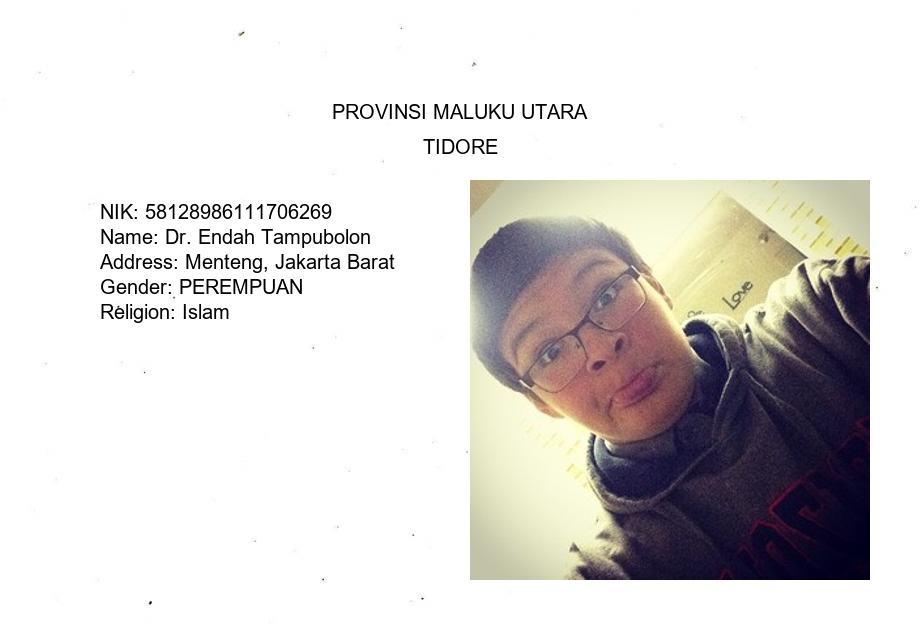 PROVINSI MALUKU UTARA
TIDORE
NIK: 58128986111706269
Name: Dr. Endah Tampubolon
Address: Menteng, Jakarta Barat
Gender: PEREMPUAN
Religion: Islam
Love